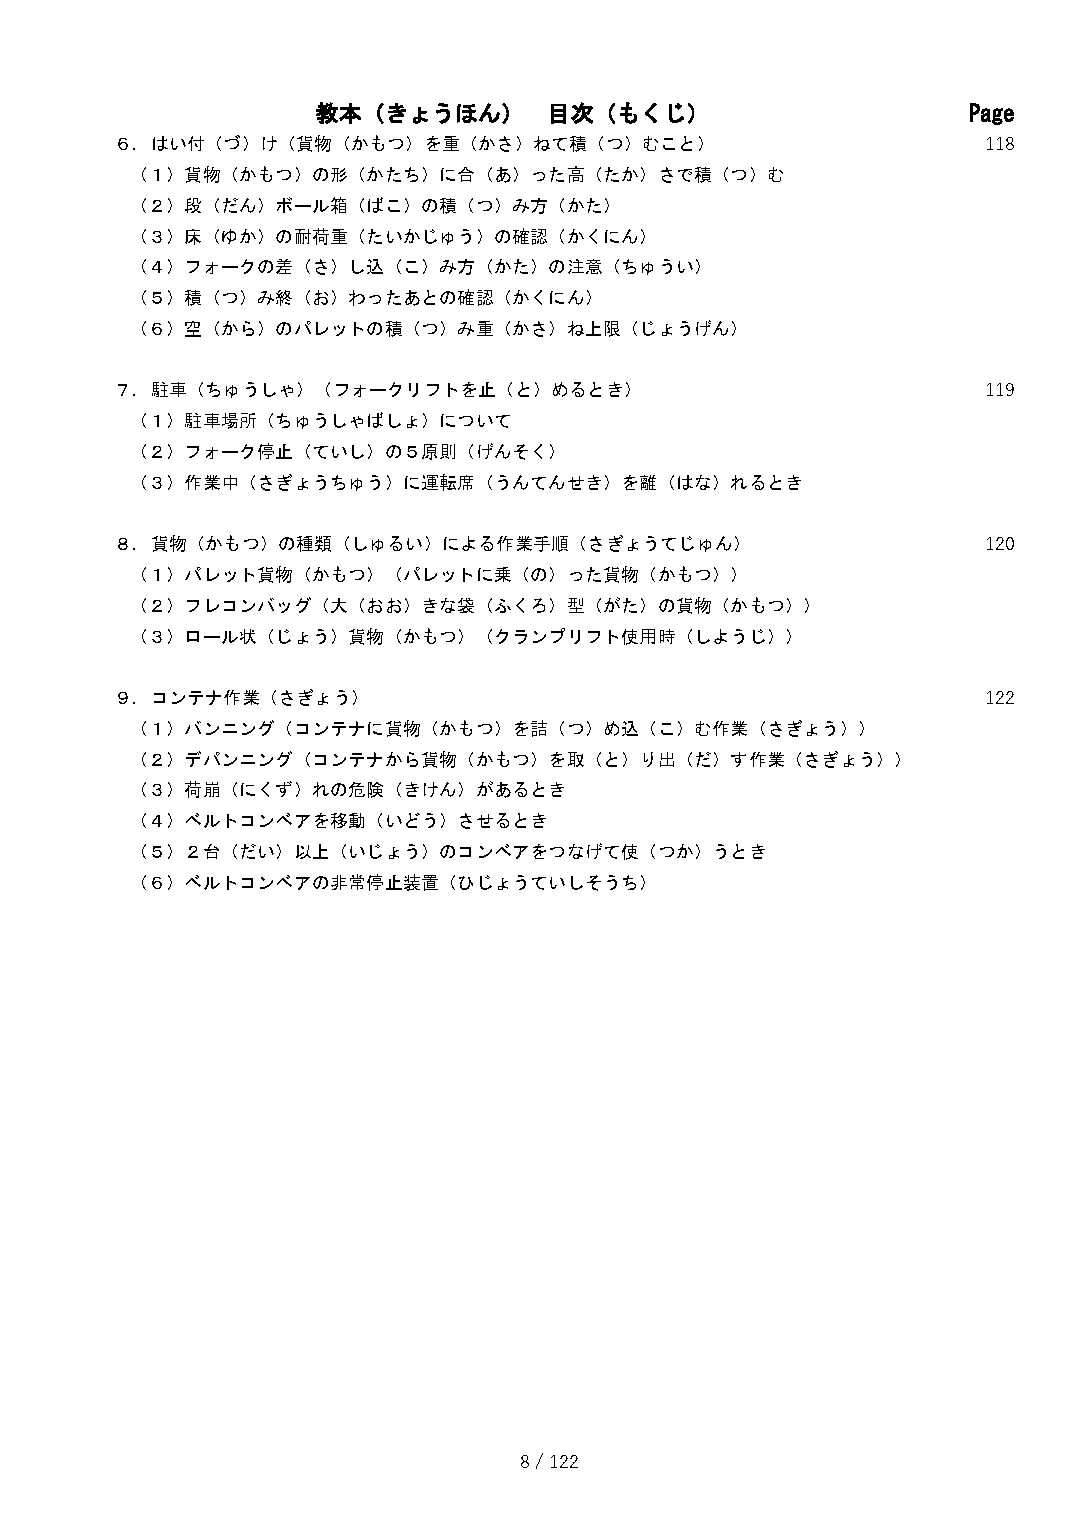 教本（きょうほん）　目次（もくじ） Page
６．はい付（づ）け（貨物（かもつ）を重（かさ）ねて積（つ）むこと） 118
（１）貨物（かもつ）の形（かたち）に合（あ）った高（たか）さで積（つ）む
（２）段（だん）ボール箱（ばこ）の積（つ）み方（かた）
（３）床（ゆか）の耐荷重（たいかじゅう）の確認（かくにん）
（４）フォークの差（さ）し込（こ）み方（かた）の注意（ちゅうい）
（５）積（つ）み終（お）わったあとの確認（かくにん）
（６）空（から）のパレットの積（つ）み重（かさ）ね上限（じょうげん）
７．駐車（ちゅうしゃ）（フォークリフトを止（と）めるとき） 119
（１）駐車場所（ちゅうしゃばしょ）について
（２）フォーク停止（ていし）の５原則（げんそく）
（３）作業中（さぎょうちゅう）に運転席（うんてんせき）を離（はな）れるとき
８．貨物（かもつ）の種類（しゅるい）による作業手順（さぎょうてじゅん） 120
（１）パレット貨物（かもつ）（パレットに乗（の）った貨物（かもつ））
（２）フレコンバッグ（大（おお）きな袋（ふくろ）型（がた）の貨物（かもつ））
（３）ロール状（じょう）貨物（かもつ）（クランプリフト使用時（しようじ））
９．コンテナ作業（さぎょう） 122
（１）バンニング（コンテナに貨物（かもつ）を詰（つ）め込（こ）む作業（さぎょう））
（２）デバンニング（コンテナから貨物（かもつ）を取（と）り出（だ）す作業（さぎょう））
（３）荷崩（にくず）れの危険（きけん）があるとき
（４）ベルトコンベアを移動（いどう）させるとき
（５）２台（だい）以上（いじょう）のコンベアをつなげて使（つか）うとき
（６）ベルトコンベアの非常停止装置（ひじょうていしそうち）
8 / 122